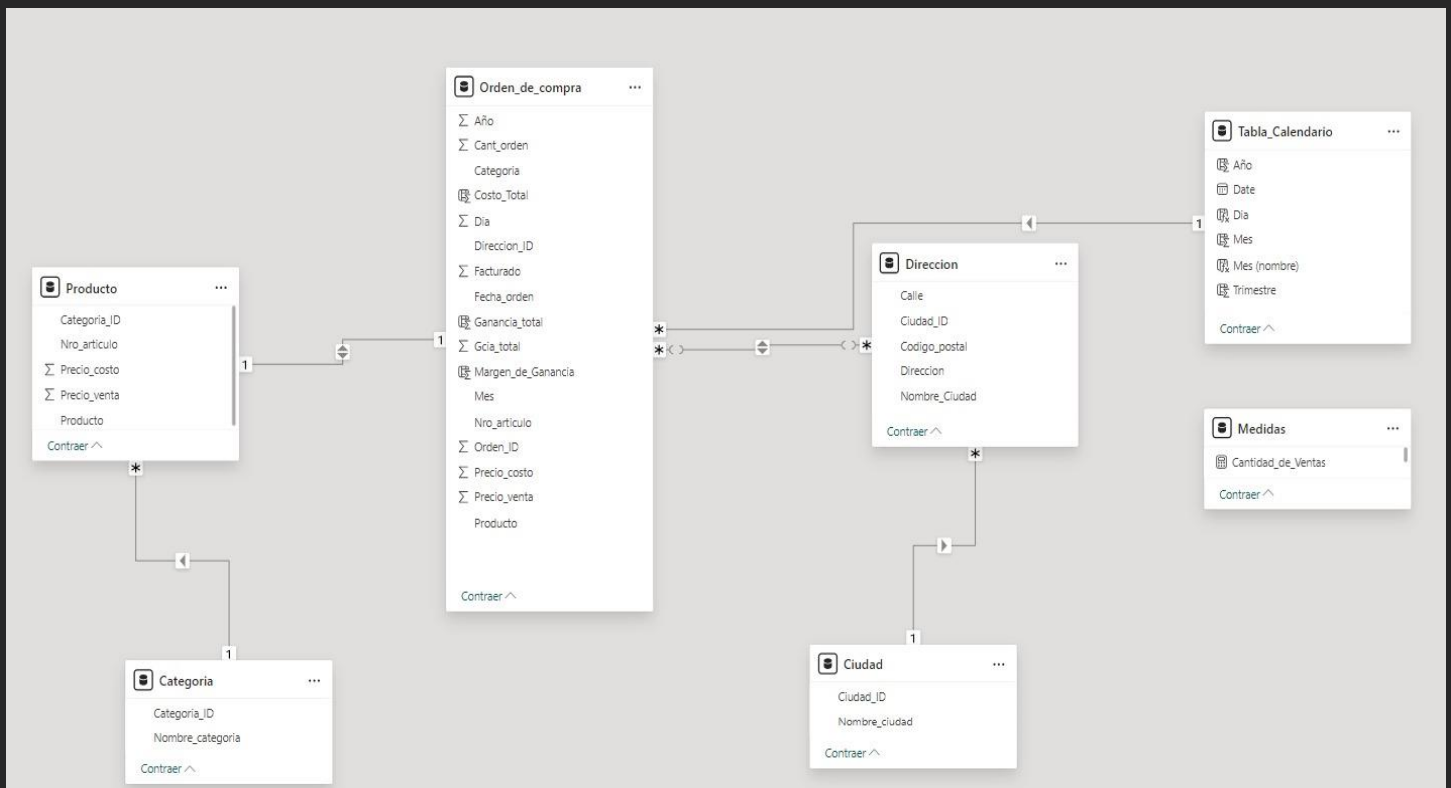 Orden_de_compra
Año
Cant_orden
Categoria
Costo_Total
Dia
Direccion_ID
Facturado
Fecha_orden
Ganancia_total
Gcia_total
Margen_de_Ganancia
Mes
Nro_articulo
Orden_ID
Precio_costo
Precio_venta
Producto
Contraer
Tabla_Calendario
Año
Date
Dia
Mes
Mes (nombre)
Trimestre
Contraer
Direccion
Calle
Ciudad_ID
Codigo_postal
Direccion
Nombre_Ciudad
Contraer
Producto
Categoria_ID
Nro_articulo
Precio_costo
Precio_venta
Producto
Contraer
Medidas
Cantidad_de_Ventas
Contraer
Categoria
Categoria_ID
Nombre_categoria
Contraer
Ciudad
Ciudad_ID
Nombre_ciudad
Contraer
1
1
1
*
*
*
*
1
*
1